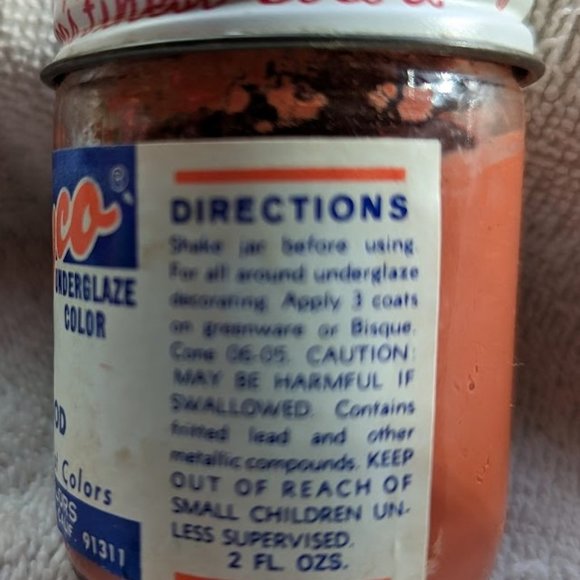 co®
UNDERGLAZE
COLOR
OD
Colors
91311
DIRECTIONS
Shake jar before using.
For all around underglaze
decorating. Apply 3 coats
on greenware or Bisque.
Cone 06-05. CAUTION:
MAY BE HARMFUL IF
SWALLOWED. Contains
fritted lead and other
metallic compounds. KEEP
OUT OF REACH OF
SMALL CHILDREN UN-
LESS SUPERVISED.
2 FL. OZS.